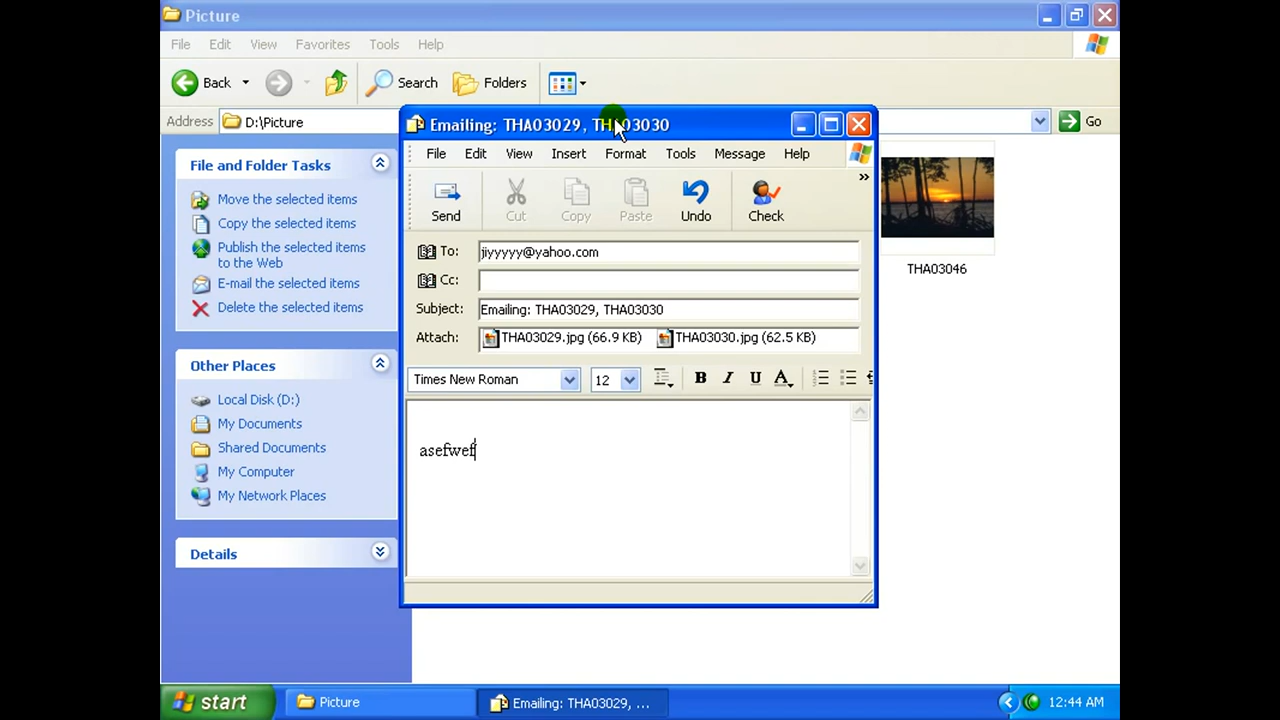 Picture
File Edit View Favorites Tools Help
Back Search Folders
Address D:\Picture Go
File and Folder Tasks
Move the selected items
Copy the selected items
Publish the selected items
to the Web
E-mail the selected items
Delete the selected items
Other Places
Local Disk (D:)
My Documents
Shared Documents
My Computer
My Network Places
Details
THA03046
Emailing: THA03029, THA03030
File Edit View Insert Format Tools Message Help
Send Cut Copy Paste Undo Check
To: jiyyyyy@yahoo.com
Cc:
Subject: Emailing: THA03029, THA03030
Attach: THA03029.jpg (66.9 KB) THA03030.jpg (62.5 KB)
Times New Roman 12 B I U A
asefwef
start Picture Emailing: THA03029, ... 12:44 AM